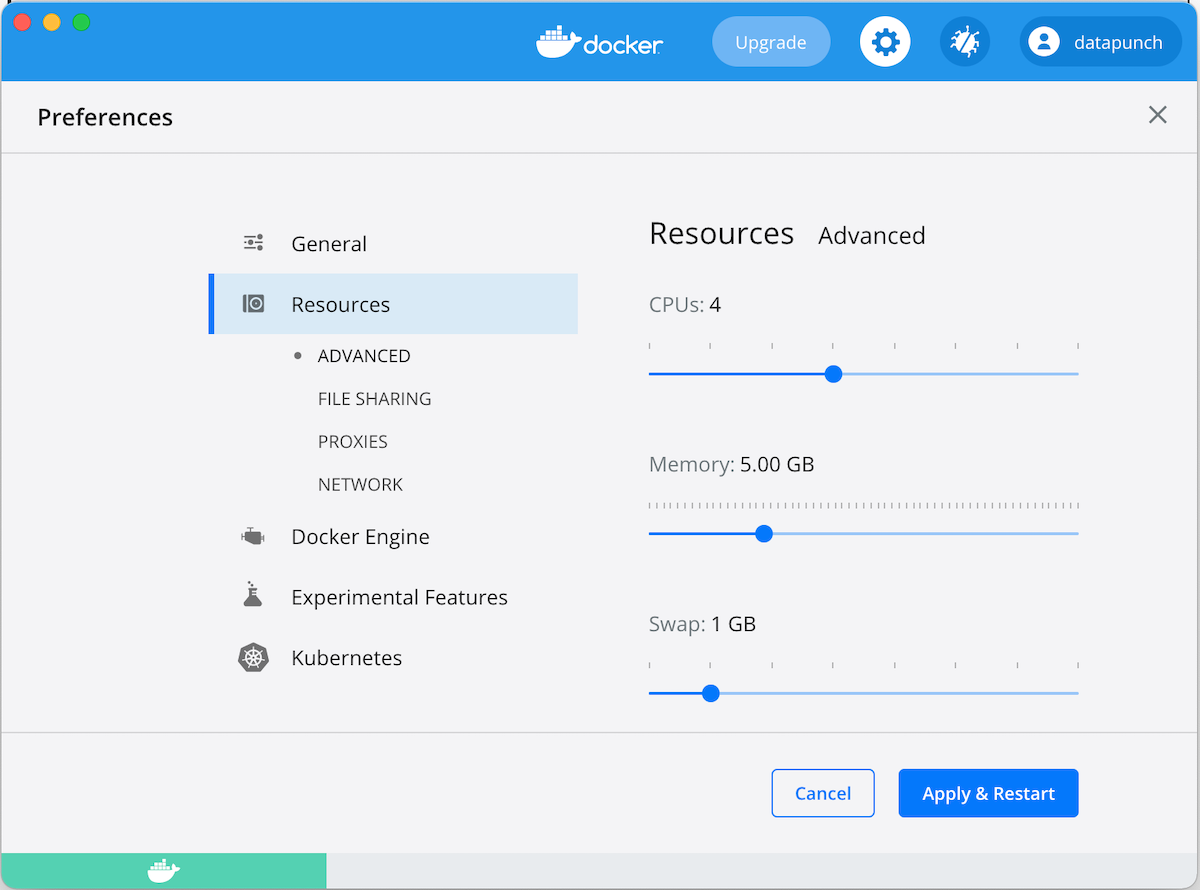 docker
Upgrade
datapunch
Preferences
General
Resources
ADVANCED
FILE SHARING
PROXIES
NETWORK
Docker Engine
Experimental Features
Kubernetes
Resources Advanced
CPUs: 4
Memory: 5.00 GB
Swap: 1 GB
Cancel
Apply & Restart